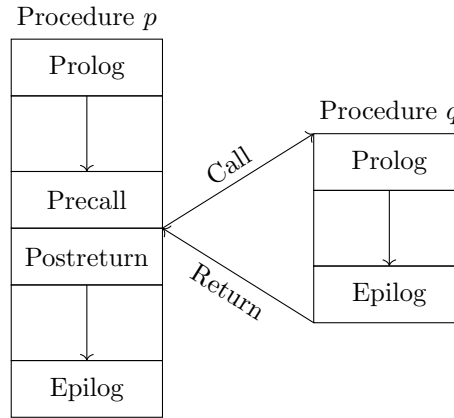 Procedure p
Prolog
Precall
Postreturn
Epilog
Call
Return
Procedure q
Prolog
Epilog